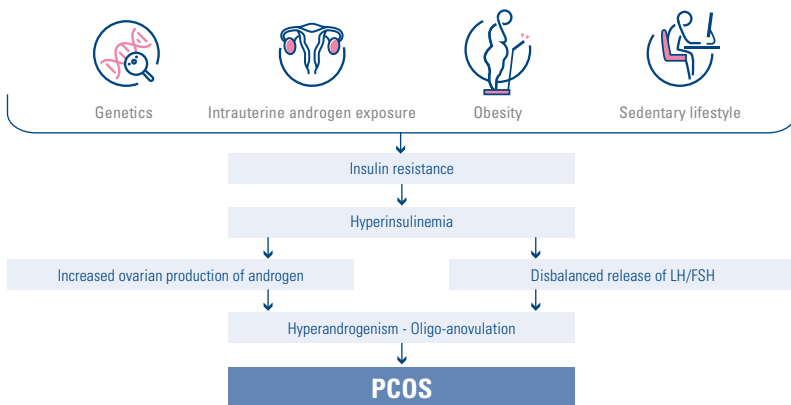 Genetics
Intrauterine androgen exposure
Obesity
Sedentary lifestyle
Insulin resistance
Hyperinsulinemia
Increased ovarian production of androgen
Disbalanced release of LH/FSH
Hyperandrogenism - Oligo-anovulation
PCOS